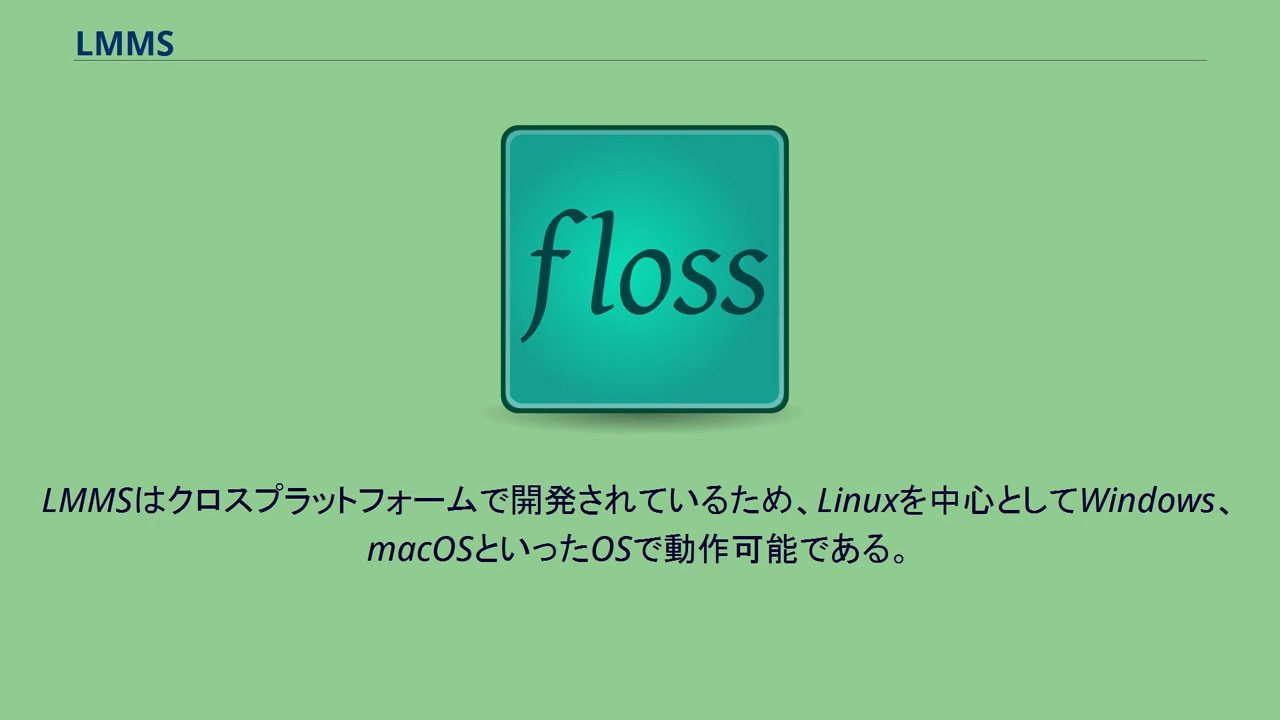 LMMS
floss
LMMSはクロスプラットフォームで開発されているため、Linuxを中心としてWindows、
macOSといったOSで動作可能である。